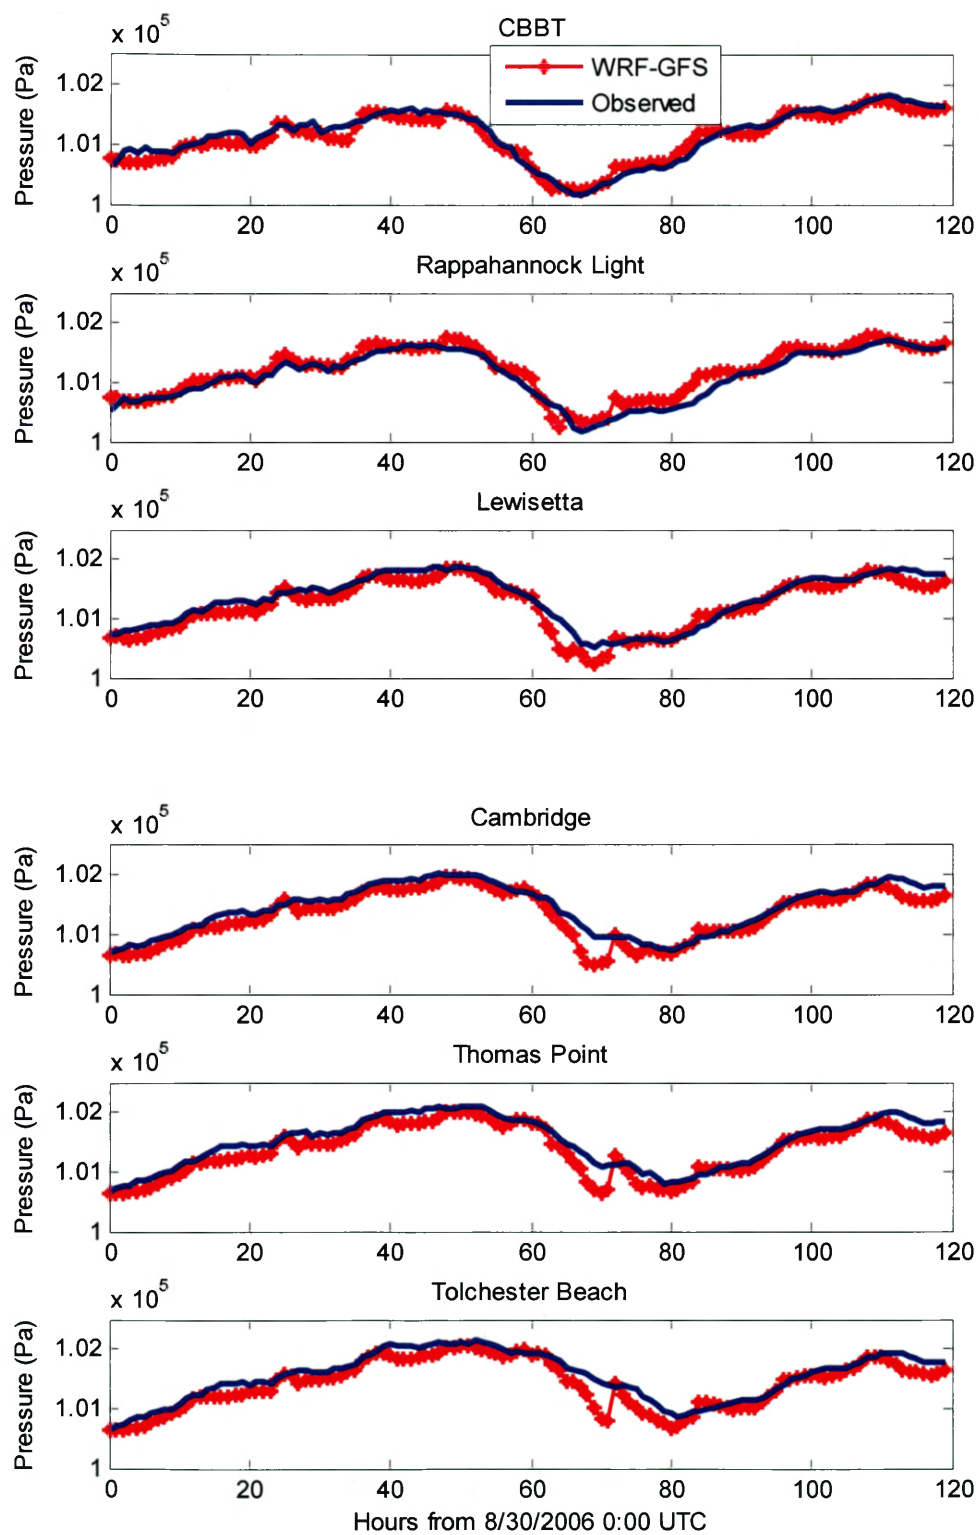 x 10^5
CBBT
Pressure (Pa)
1.02
1.01
1
WRF-GFS
Observed
0 20 40 60 80 100 120
x 10^5
Rappahannock Light
Pressure (Pa)
1.02
1.01
1
0 20 40 60 80 100 120
x 10^5
Lewisetta
Pressure (Pa)
1.02
1.01
1
0 20 40 60 80 100 120
x 10^5
Cambridge
Pressure (Pa)
1.02
1.01
1
0 20 40 60 80 100 120
x 10^5
Thomas Point
Pressure (Pa)
1.02
1.01
1
0 20 40 60 80 100 120
x 10^5
Tolchester Beach
Pressure (Pa)
1.02
1.01
1
0 20 40 60 80 100 120
Hours from 8/30/2006 0:00 UTC